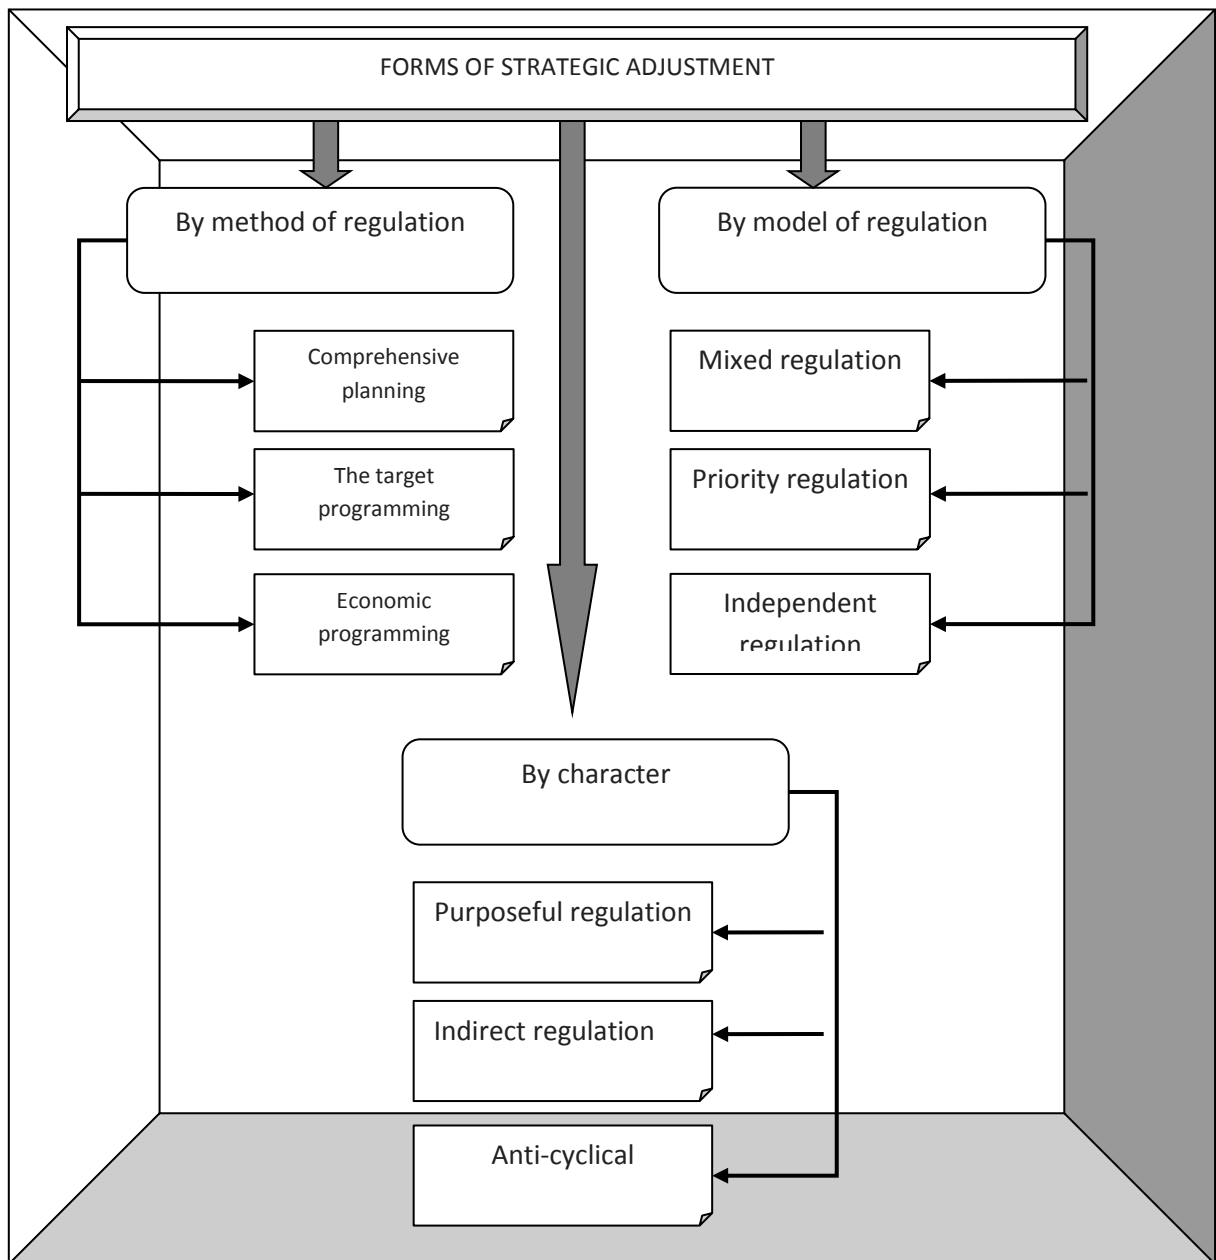 FORMS OF STRATEGIC ADJUSTMENT
By method of regulation
By model of regulation
Comprehensive
planning
The target
programming
Economic
programming
Mixed regulation
Priority regulation
Independent
regulation
By character
Purposeful regulation
Indirect regulation
Anti-cyclical